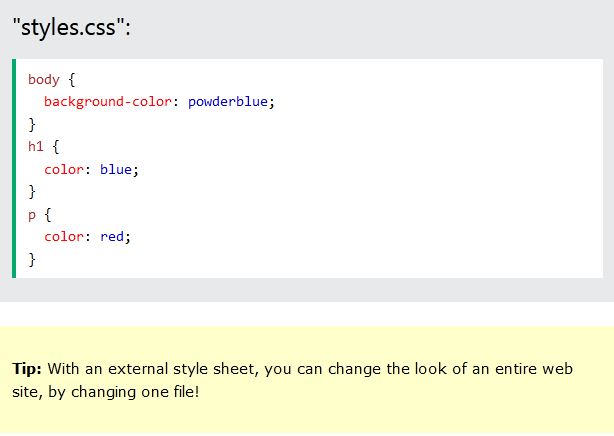 "styles.css":
body {
  background-color: powderblue;
}
h1 {
  color: blue;
}
p {
  color: red;
}
Tip: With an external style sheet, you can change the look of an entire web
site, by changing one file!